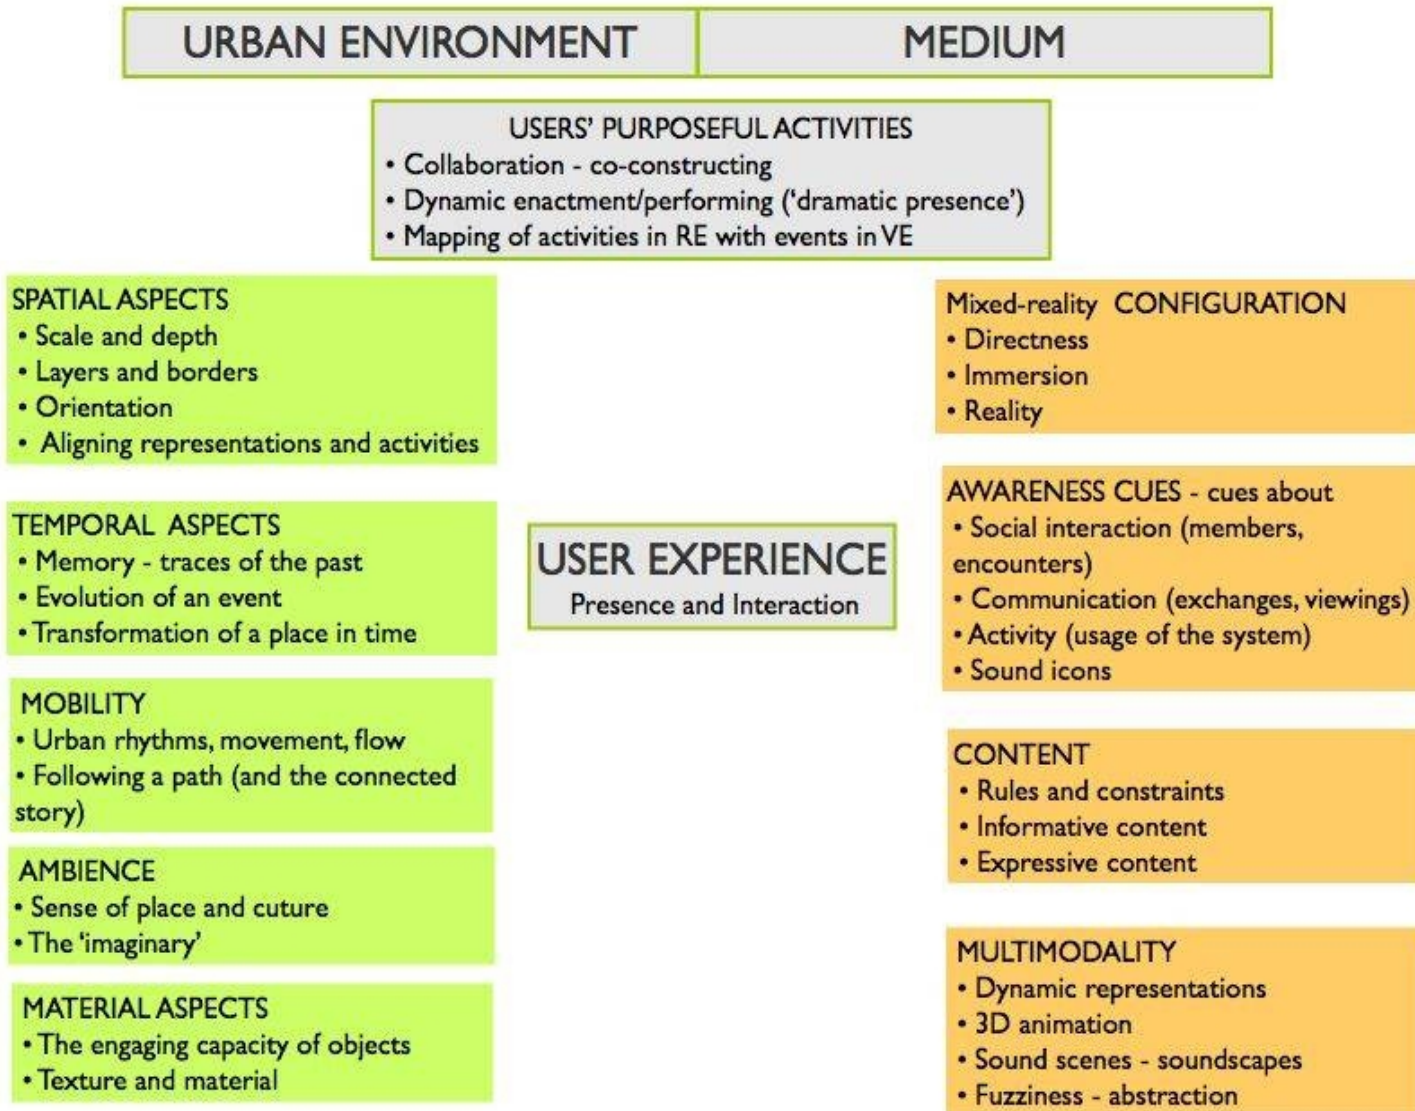 URBAN ENVIRONMENT
MEDIUM
USERS' PURPOSEFUL ACTIVITIES
• Collaboration - co-constructing
• Dynamic enactment/performing (‘dramatic presence’)
• Mapping of activities in RE with events in VE
SPATIAL ASPECTS
• Scale and depth
• Layers and borders
• Orientation
• Aligning representations and activities
TEMPORAL ASPECTS
• Memory - traces of the past
• Evolution of an event
• Transformation of a place in time
MOBILITY
• Urban rhythms, movement, flow
• Following a path (and the connected
story)
AMBIENCE
• Sense of place and cuture
• The ‘imaginary’
MATERIAL ASPECTS
• The engaging capacity of objects
• Texture and material
USER EXPERIENCE
Presence and Interaction
Mixed-reality CONFIGURATION
• Directness
• Immersion
• Reality
AWARENESS CUES - cues about
• Social interaction (members,
encounters)
• Communication (exchanges, viewings)
• Activity (usage of the system)
• Sound icons
CONTENT
• Rules and constraints
• Informative content
• Expressive content
MULTIMODALITY
• Dynamic representations
• 3D animation
• Sound scenes - soundscapes
• Fuzziness - abstraction